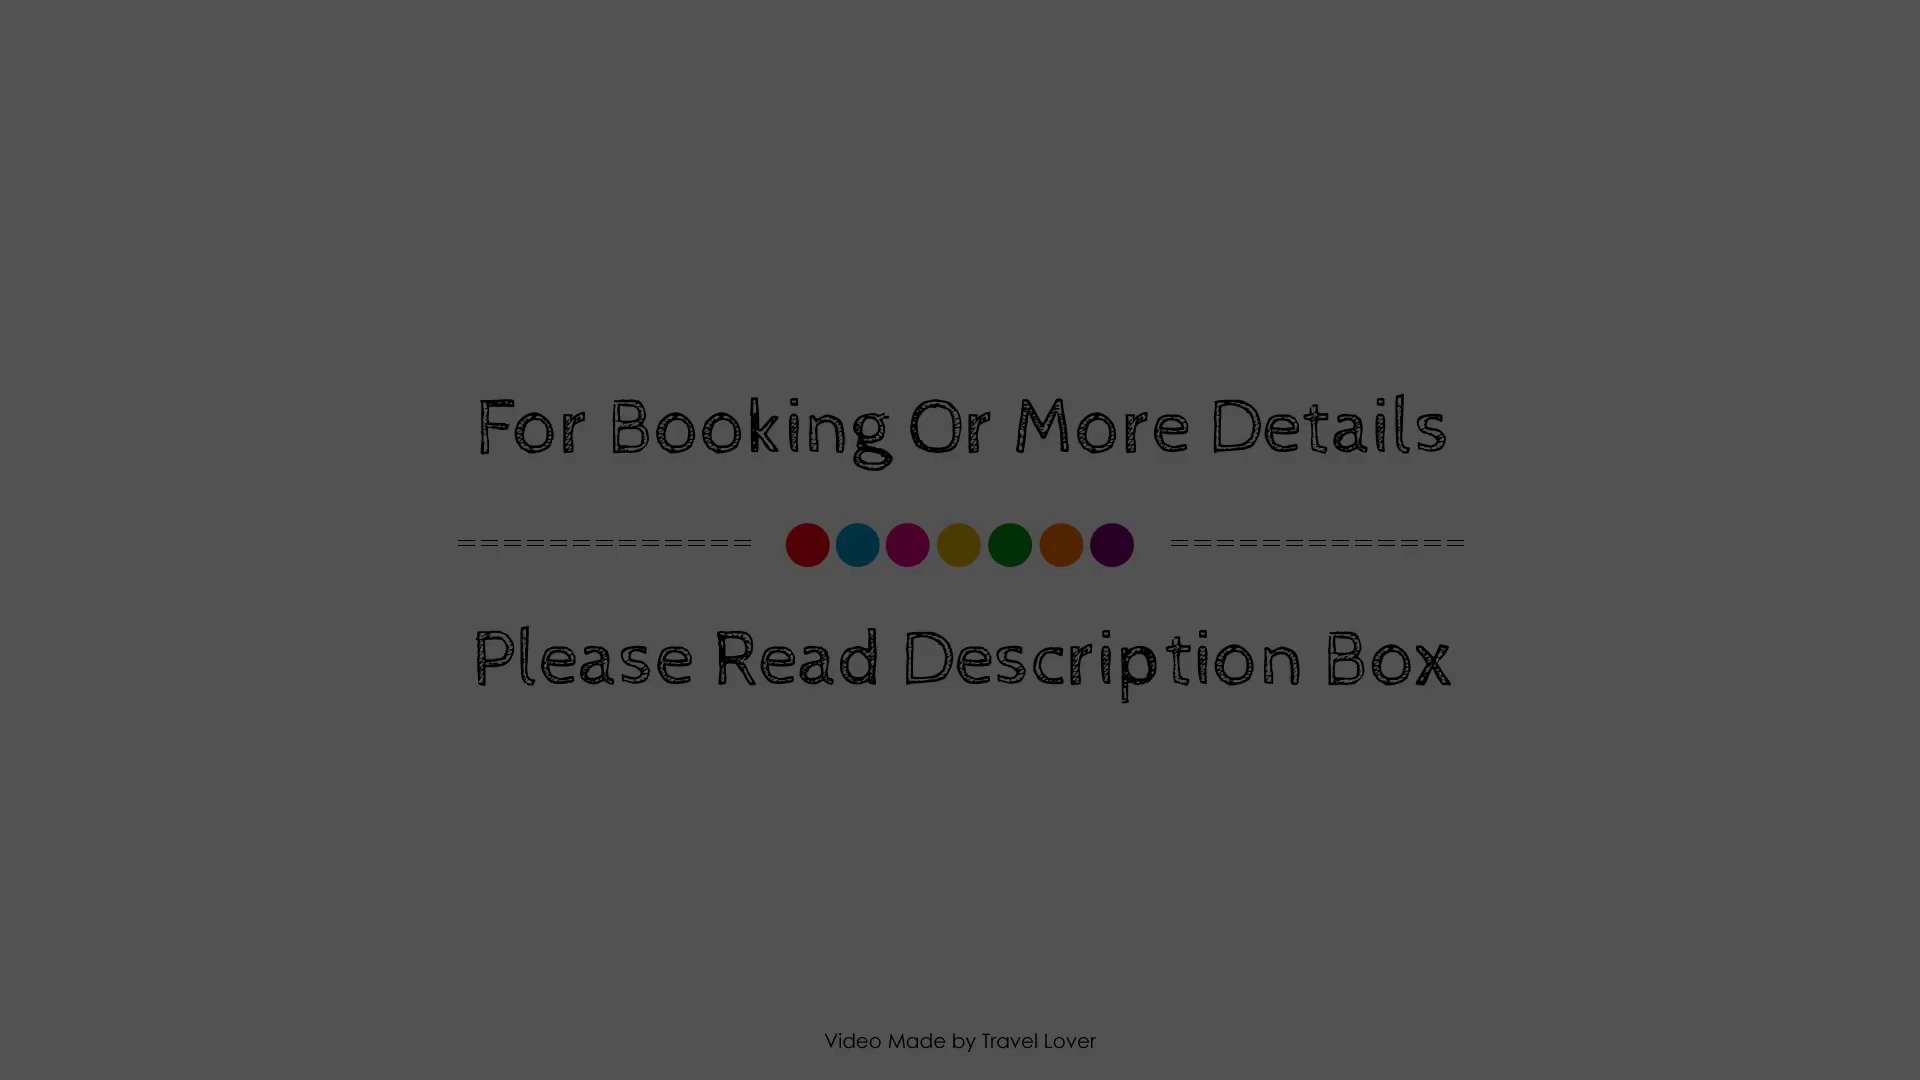 For Booking Or More Details
============= =============
Please Read Description Box
Video Made by Travel Lover